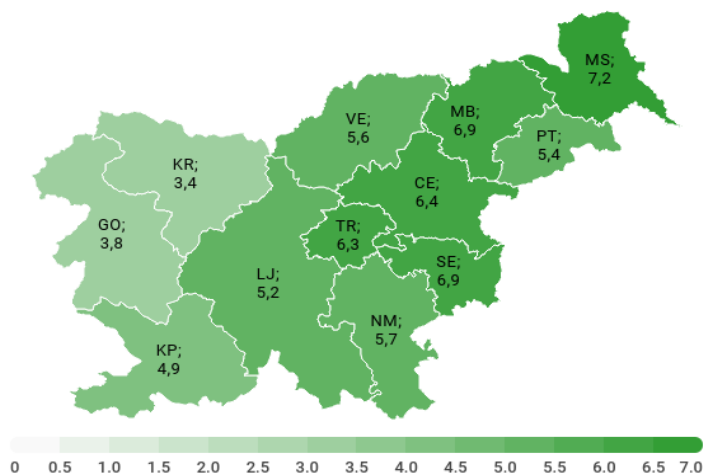 MS;
7,2
MB;
6,9
VE;
5,6
PT;
5,4
KR;
3,4
CE;
6,4
GO;
3,8
TR;
6,3
SE;
6,9
LJ;
5,2
NM;
5,7
KP;
4,9
0 0.5 1.0 1.5 2.0 2.5 3.0 3.5 4.0 4.5 5.0 5.5 6.0 6.5 7.0